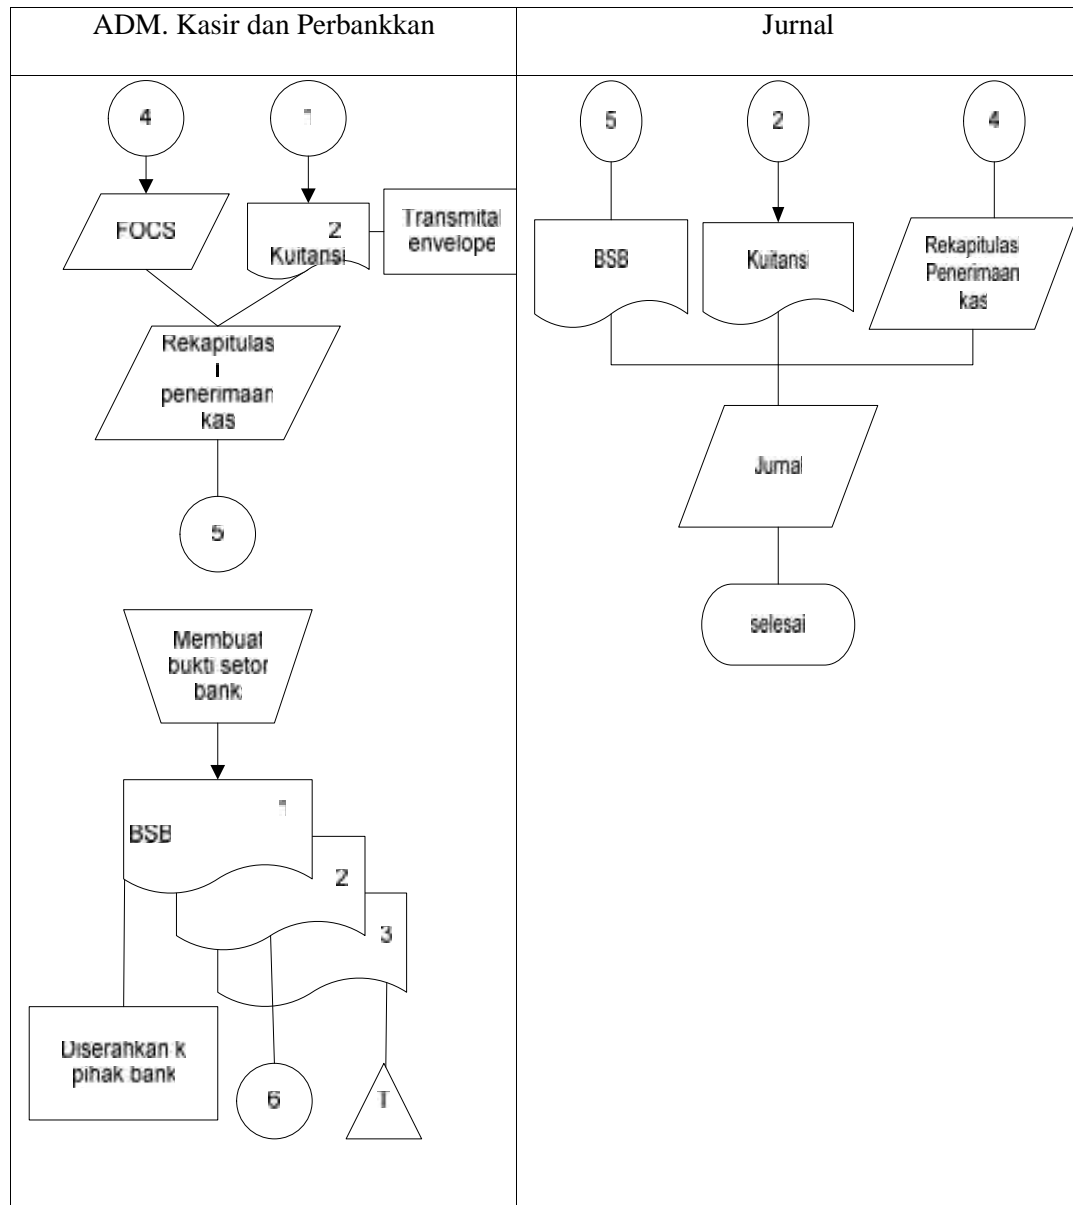 ADM. Kasir dan Perbankkan
4
1
FOCS
2
Kuitansi
Transmital
envelope
Rekapitulas
i
penerimaan
kas
5
Membuat
bukti setor
bank
1
BSB
2
3
Diserahkan k
pihak bank
6
T
Jurnal
5
2
4
BSB
Kuitansi
Rekapitulas
Penerimaan
kas
Jurnal
selesai